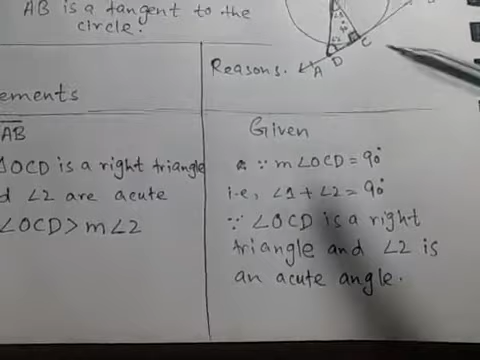 AB is a tangent to the
circle.
Reasons.
A
D
C
ements
AB
Given
OCD is a right triangle
∵ m∠OCD = 90°
d ∠2 are acute
i.e, ∠1 + ∠2 = 90°
∠OCD > m∠2
∵ ∠OCD is a right
triangle and ∠2 is
an acute angle.